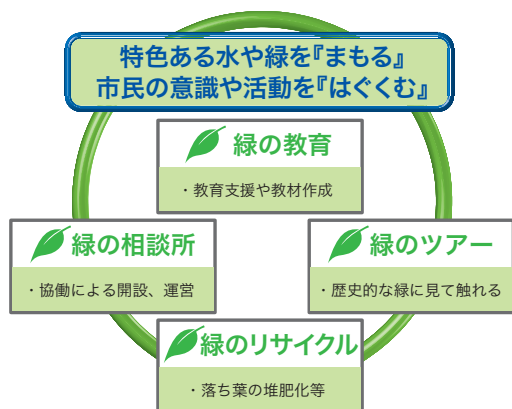 特色ある水や緑を『まもる』
市民の意識や活動を『はぐくむ』
緑の教育
・教育支援や教材作成
緑の相談所
・協働による開設、運営
緑のツアー
・歴史的な緑に見て触れる
緑のリサイクル
・落ち葉の堆肥化等